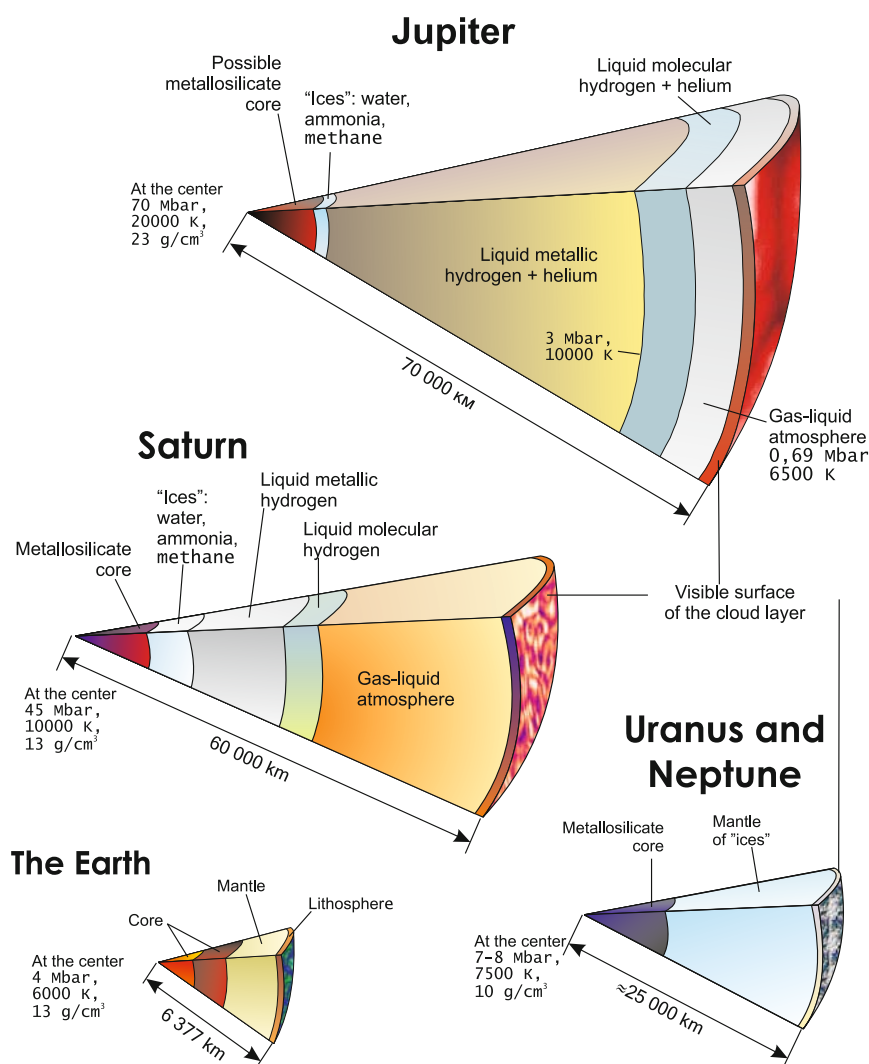 Jupiter
Possible
metallosilicate
core
“Ices”: water,
ammonia,
methane
Liquid molecular
hydrogen + helium
At the center
70 Mbar,
20000 K,
23 g/cm³
Liquid metallic
hydrogen + helium
3 Mbar,
10000 K
70 000 км
Gas-liquid
atmosphere
0,69 Mbar
6500 K
Saturn
“Ices”:
water,
ammonia,
methane
Liquid metallic
hydrogen
Liquid molecular
hydrogen
Metallosilicate
core
Visible surface
of the cloud layer
At the center
45 Mbar,
10000 K,
13 g/cm³
Gas-liquid
atmosphere
60 000 km
Uranus and
Neptune
Metallosilicate
core
Mantle
of ”ices”
At the center
7-8 Mbar,
7500 K,
10 g/cm³
≈25 000 km
The Earth
Mantle
Core
Lithosphere
At the center
4 Mbar,
6000 K,
13 g/cm³
6 377 km